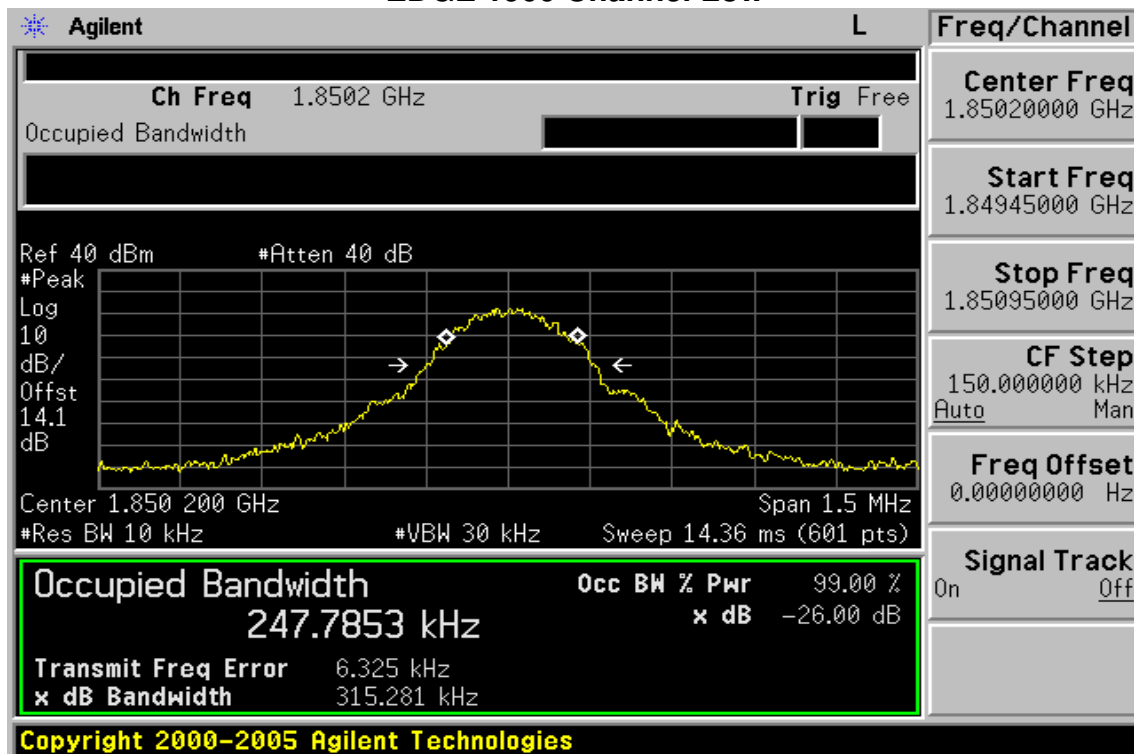 Agilent L Freq/Channel
Ch Freq 1.8502 GHz Trig Free
Occupied Bandwidth
Center Freq
1.85020000 GHz
Start Freq
1.84945000 GHz
Stop Freq
1.85095000 GHz
CF Step
150.000000 kHz
Auto Man
Freq Offset
0.00000000 Hz
Signal Track
On Off
Ref 40 dBm #Atten 40 dB
#Peak
Log
10
dB/
Offst
14.1
dB
Center 1.850 200 GHz Span 1.5 MHz
#Res BW 10 kHz #VBW 30 kHz Sweep 14.36 ms (601 pts)
Occupied Bandwidth Occ BW % Pwr 99.00 %
247.7853 kHz x dB -26.00 dB
Transmit Freq Error 6.325 kHz
x dB Bandwidth 315.281 kHz
Copyright 2000-2005 Agilent Technologies